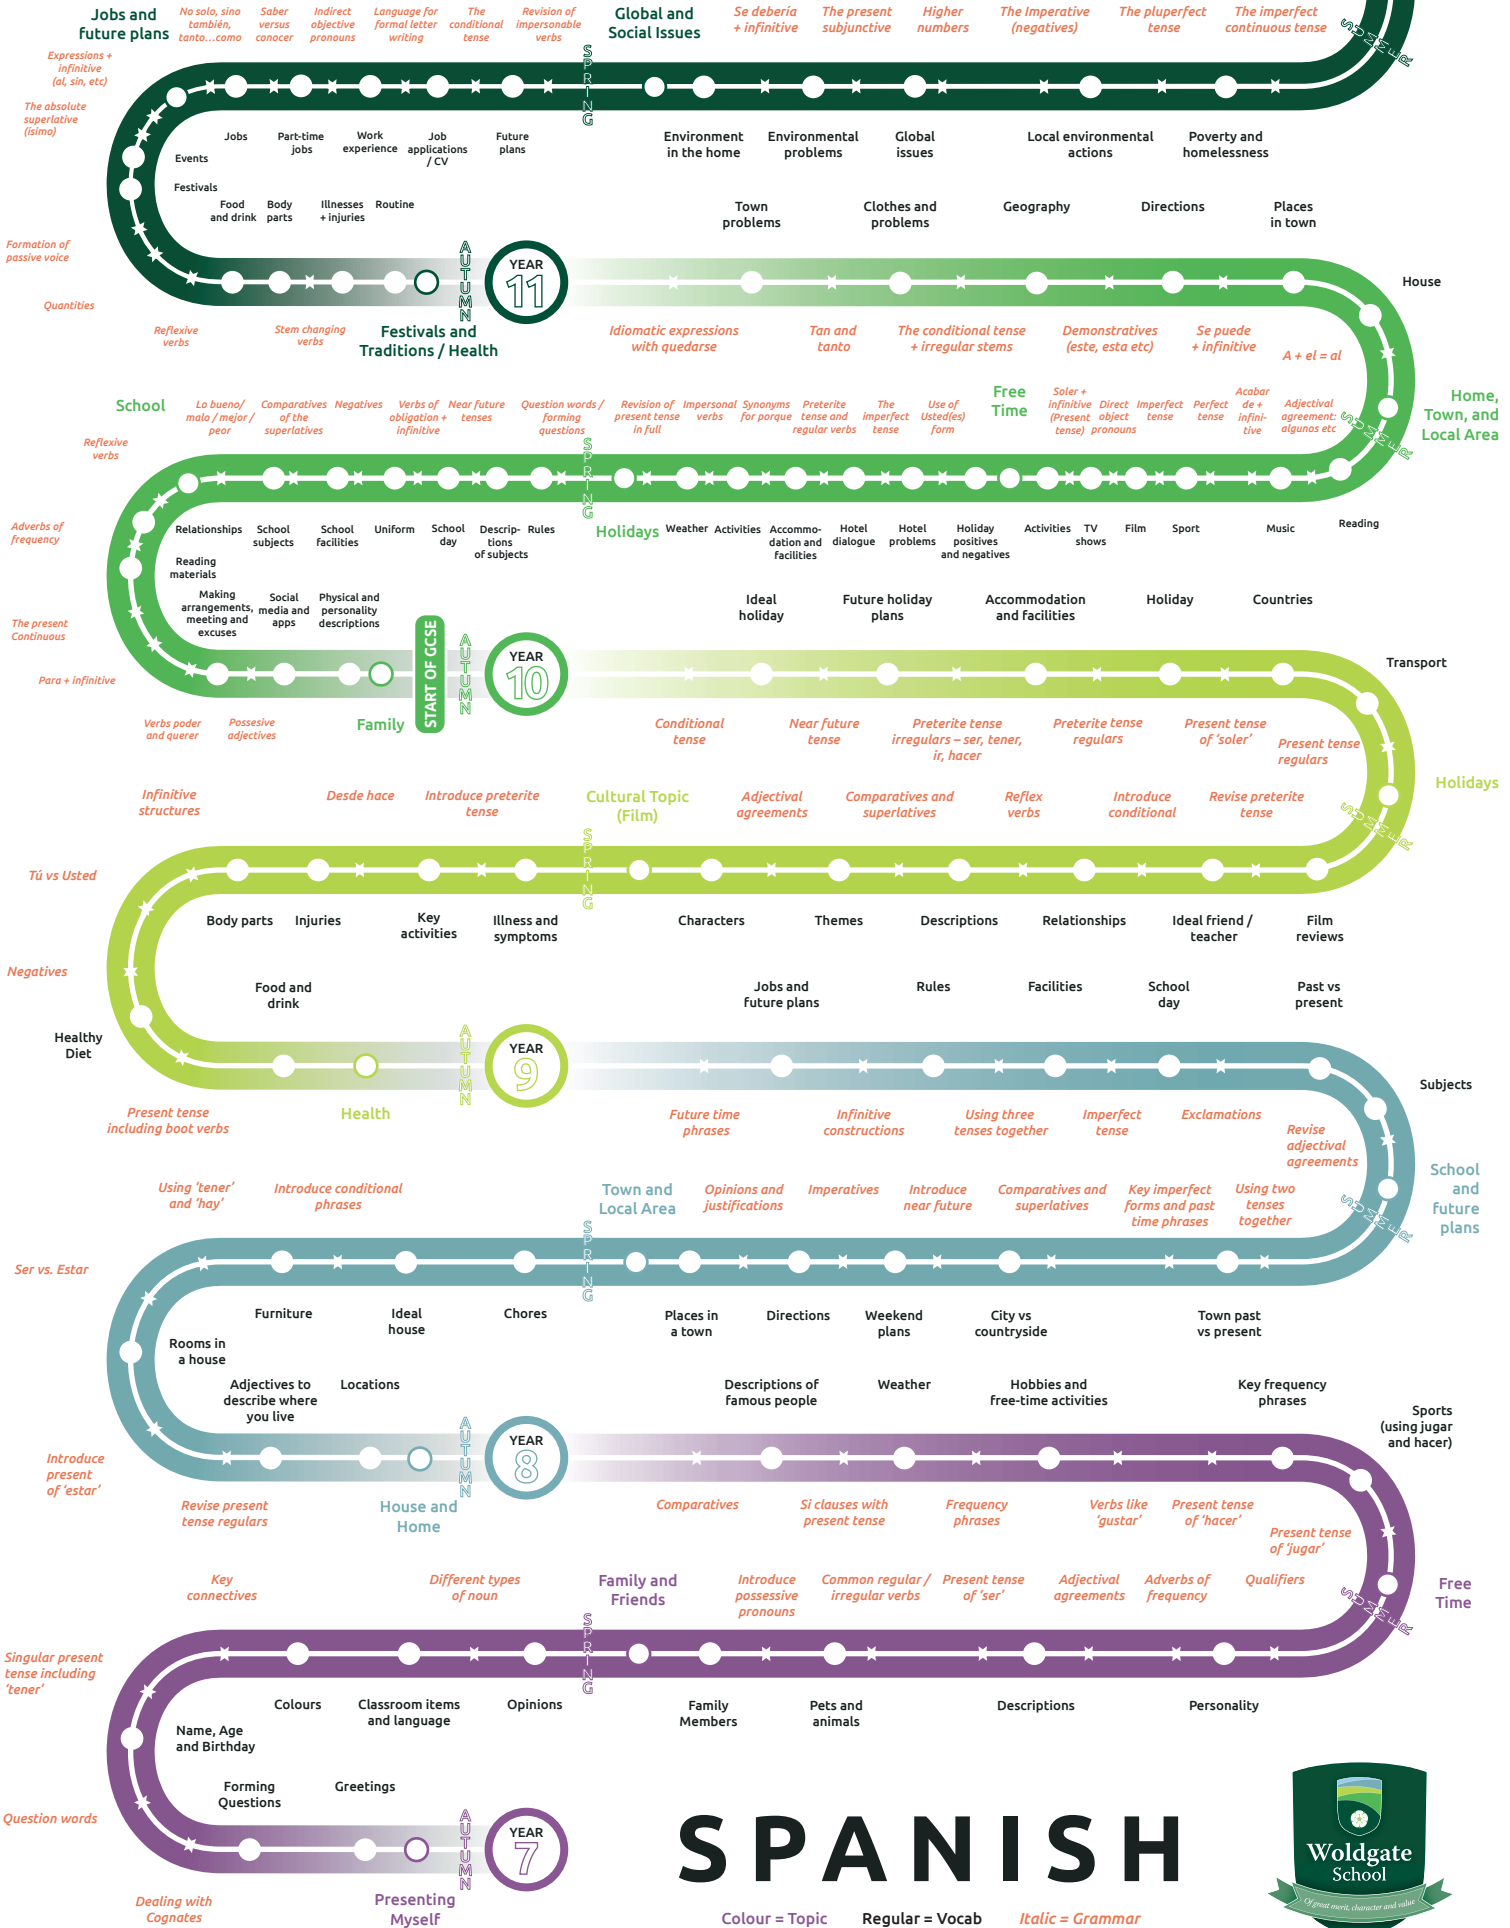 Jobs and
future plans
No solo, sino
también,
tanto...como
Saber
versus
conocer
Indirect
objective
pronouns
Language for
formal letter
writing
The
conditional
tense
Revision of
impersonable
verbs
Global and
Social Issues
Se debería
+ infinitive
The present
subjunctive
Higher
numbers
The Imperative
(negatives)
The pluperfect
tense
The imperfect
continuous tense
SUMMER
Expressions +
infinitive
(al, sin, etc)
The absolute
superlative
(isimo)
SPRING
Events
Jobs
Part-time
jobs
Work
experience
Job
applications
/ CV
Future
plans
Environment
in the home
Environmental
problems
Global
issues
Local environmental
actions
Poverty and
homelessness
Festivals
Food
and drink
Body
parts
Illnesses
+ injuries
Routine
Town
problems
Clothes and
problems
Geography
Directions
Places
in town
Formation of
passive voice
AUTUMN
YEAR
11
House
Quantities
Reflexive
verbs
Stem changing
verbs
Festivals and
Traditions / Health
Idiomatic expressions
with quedarse
Tan and
tanto
The conditional tense
+ irregular stems
Demonstratives
(este, esta etc)
Se puede
+ infinitive
A + el = al
School
Lo bueno/
malo / mejor /
peor
Comparatives
of the
superlatives
Negatives
Verbs of
obligation +
infinitive
Near future
tenses
Question words /
forming
questions
Revision of
present tense
in full
Impersonal
verbs
Synonyms
for porque
Preterite
tense and
regular verbs
The
imperfect
tense
Use of
Usted(es)
form
Free
Time
Soler +
infinitive
(Present
tense)
Direct
object
pronouns
Imperfect
tense
Perfect
tense
Acabar
de +
infini-
tive
Adjectival
agreement:
algunos etc
Home,
Town, and
Local Area
SUMMER
Reflexive
verbs
SPRING
Adverbs of
frequency
Relationships
School
subjects
School
facilities
Uniform
School
day
Descrip-
tions
of subjects
Rules
Holidays
Weather
Activities
Accommo-
dation and
facilities
Hotel
dialogue
Hotel
problems
Holiday
positives
and negatives
Activities
TV
shows
Film
Sport
Music
Reading
Reading
materials
Making
arrangements,
meeting and
excuses
Social
media and
apps
Physical and
personality
descriptions
Ideal
holiday
Future holiday
plans
Accommodation
and facilities
Holiday
Countries
The present
Continuous
START OF GCSE
AUTUMN
YEAR
10
Transport
Para + infinitive
Verbs poder
and querer
Possesive
adjectives
Family
Conditional
tense
Near future
tense
Preterite tense
irregulars – ser, tener,
ir, hacer
Preterite tense
regulars
Present tense
of ‘soler’
Present tense
regulars
Holidays
Infinitive
structures
Desde hace
Introduce preterite
tense
Cultural Topic
(Film)
Adjectival
agreements
Comparatives and
superlatives
Reflex
verbs
Introduce
conditional
Revise preterite
tense
SUMMER
SPRING
Tú vs Usted
Body parts
Injuries
Key
activities
Illness and
symptoms
Characters
Themes
Descriptions
Relationships
Ideal friend /
teacher
Film
reviews
Negatives
Food and
drink
Jobs and
future plans
Rules
Facilities
School
day
Past vs
present
Healthy
Diet
AUTUMN
YEAR
9
Subjects
Present tense
including boot verbs
Health
Future time
phrases
Infinitive
constructions
Using three
tenses together
Imperfect
tense
Exclamations
Revise
adjectival
agreements
School
and
future
plans
Using ‘tener’
and ‘hay’
Introduce conditional
phrases
Town and
Local Area
Opinions and
justifications
Imperatives
Introduce
near future
Comparatives and
superlatives
Key imperfect
forms and past
time phrases
Using two
tenses
together
SUMMER
SPRING
Ser vs. Estar
Furniture
Ideal
house
Chores
Places in
a town
Directions
Weekend
plans
City vs
countryside
Town past
vs present
Rooms in
a house
Adjectives to
describe where
you live
Locations
Descriptions of
famous people
Weather
Hobbies and
free-time activities
Key frequency
phrases
Sports
(using jugar
and hacer)
AUTUMN
YEAR
8
Introduce
present
of ‘estar’
Revise present
tense regulars
House and
Home
Comparatives
Si clauses with
present tense
Frequency
phrases
Verbs like
‘gustar’
Present tense
of ‘hacer’
Present tense
of ‘jugar’
Key
connectives
Different types
of noun
Family and
Friends
Introduce
possessive
pronouns
Common regular /
irregular verbs
Present tense
of ‘ser’
Adjectival
agreements
Adverbs of
frequency
Qualifiers
Free
Time
SUMMER
SPRING
Singular present
tense including
‘tener’
Colours
Classroom items
and language
Opinions
Family
Members
Pets and
animals
Descriptions
Personality
Name, Age
and Birthday
Forming
Questions
Greetings
Question words
AUTUMN
YEAR
7
Dealing with
Cognates
Presenting
Myself
SPANISH
Colour = Topic
Regular = Vocab
Italic = Grammar
Woldgate
School
Of great merit, character and value